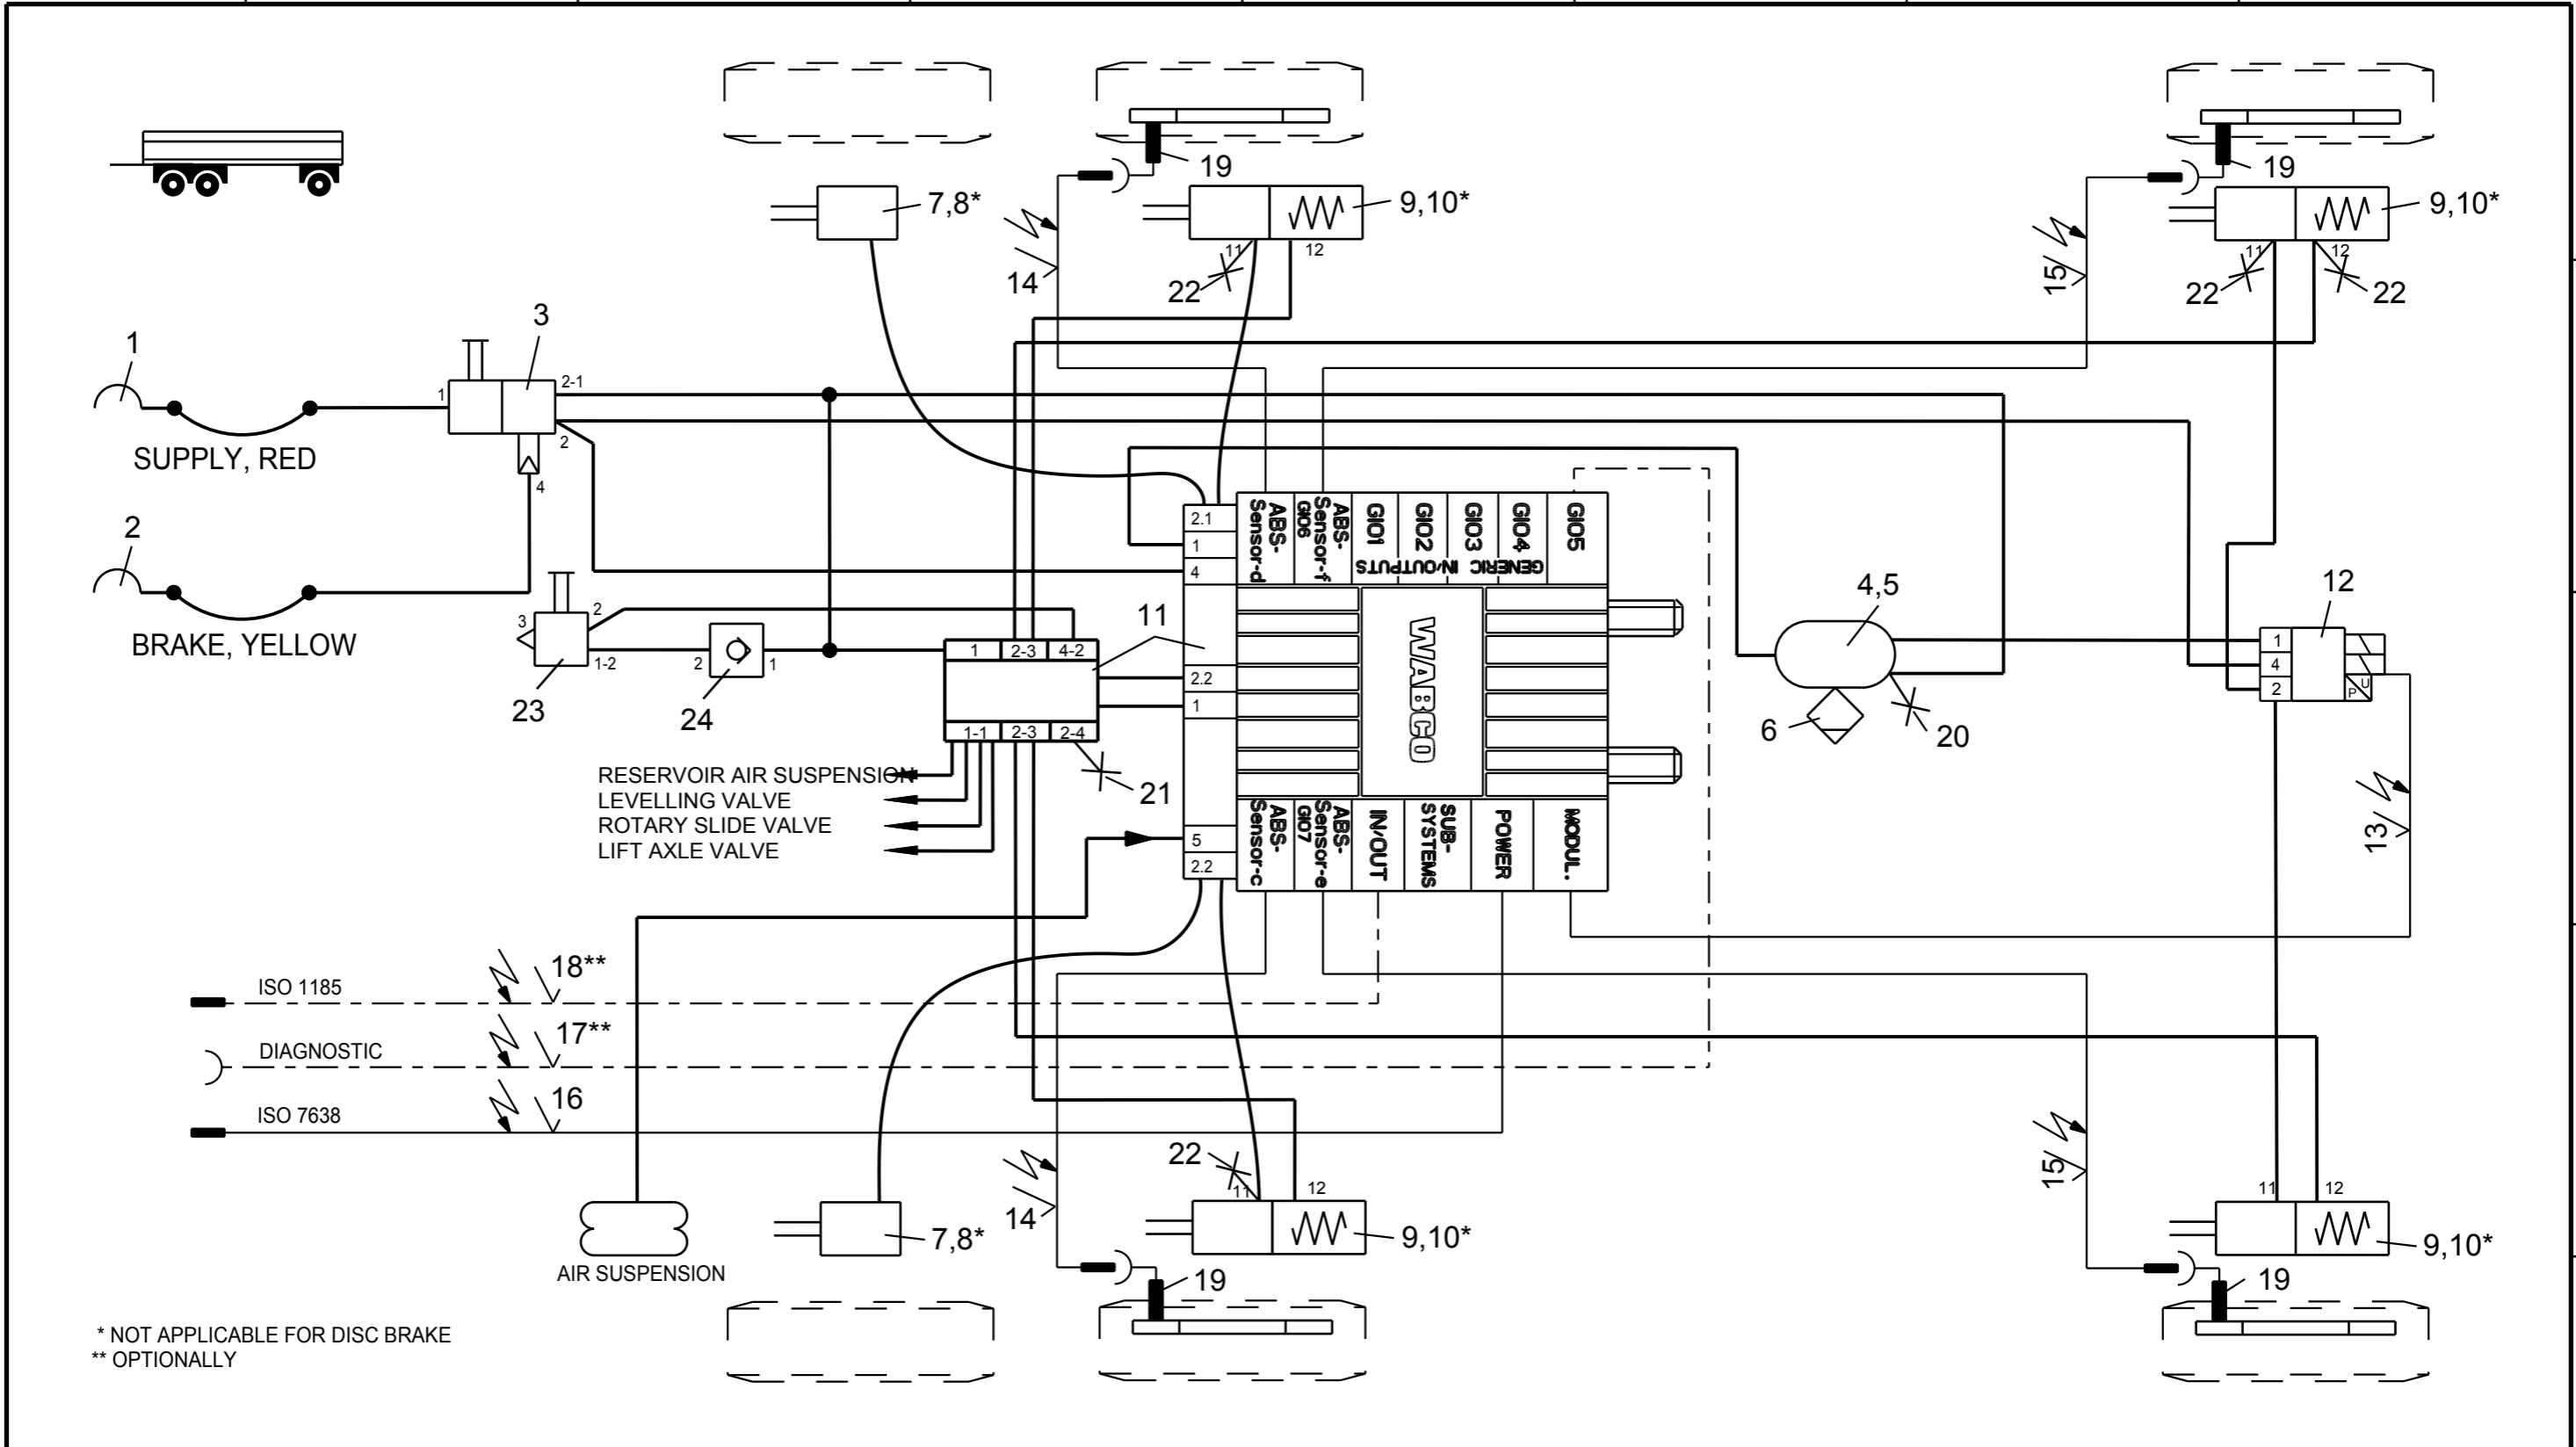 19
7,8*
9,10*
11
12
14
22
19
9,10*
11
12
15
22
22
1
SUPPLY, RED
3
1
2-1
2
4
2
BRAKE, YELLOW
3
2
1-2
23
2
1
24
11
1
2-3
4-2
1-1
2-3
2-4
21
RESERVOIR AIR SUSPENSION
LEVELLING VALVE
ROTARY SLIDE VALVE
LIFT AXLE VALVE
2.1
1
4
2.2
1
5
2.2
ABS-
Sensor-d
ABS-
Sensor-f
GIO6
GIO1
GIO2
GIO3
GIO4
GIO5
GENERIC IN/OUTPUTS
WABCO
ABS-
Sensor-c
ABS-
Sensor-e
GIO7
IN/OUT
SUB-
SYSTEMS
POWER
MODUL.
4,5
6
20
12
1
4
2
P
U
13
ISO 1185
18**
DIAGNOSTIC
17**
ISO 7638
16
AIR SUSPENSION
7,8*
22
11
12
14
9,10*
19
15
11
12
9,10*
19
* NOT APPLICABLE FOR DISC BRAKE
** OPTIONALLY